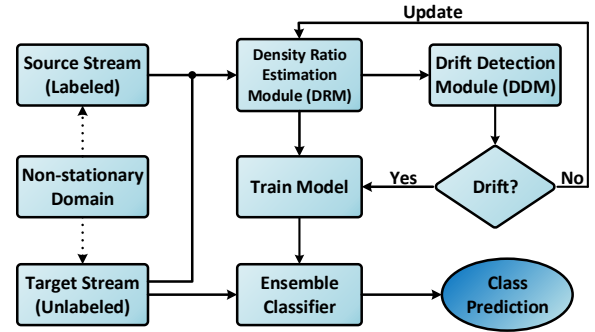 Update
Source Stream
(Labeled)
Density Ratio
Estimation
Module (DRM)
Drift Detection
Module (DDM)
Non-stationary
Domain
Train Model
Yes
Drift?
No
Target Stream
(Unlabeled)
Ensemble
Classifier
Class
Prediction